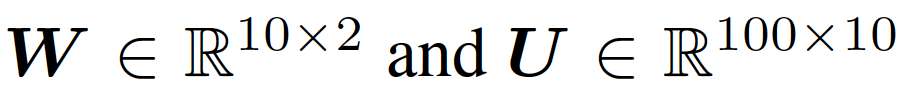 W ∈ ℝ^{10×2} and U ∈ ℝ^{100×10}